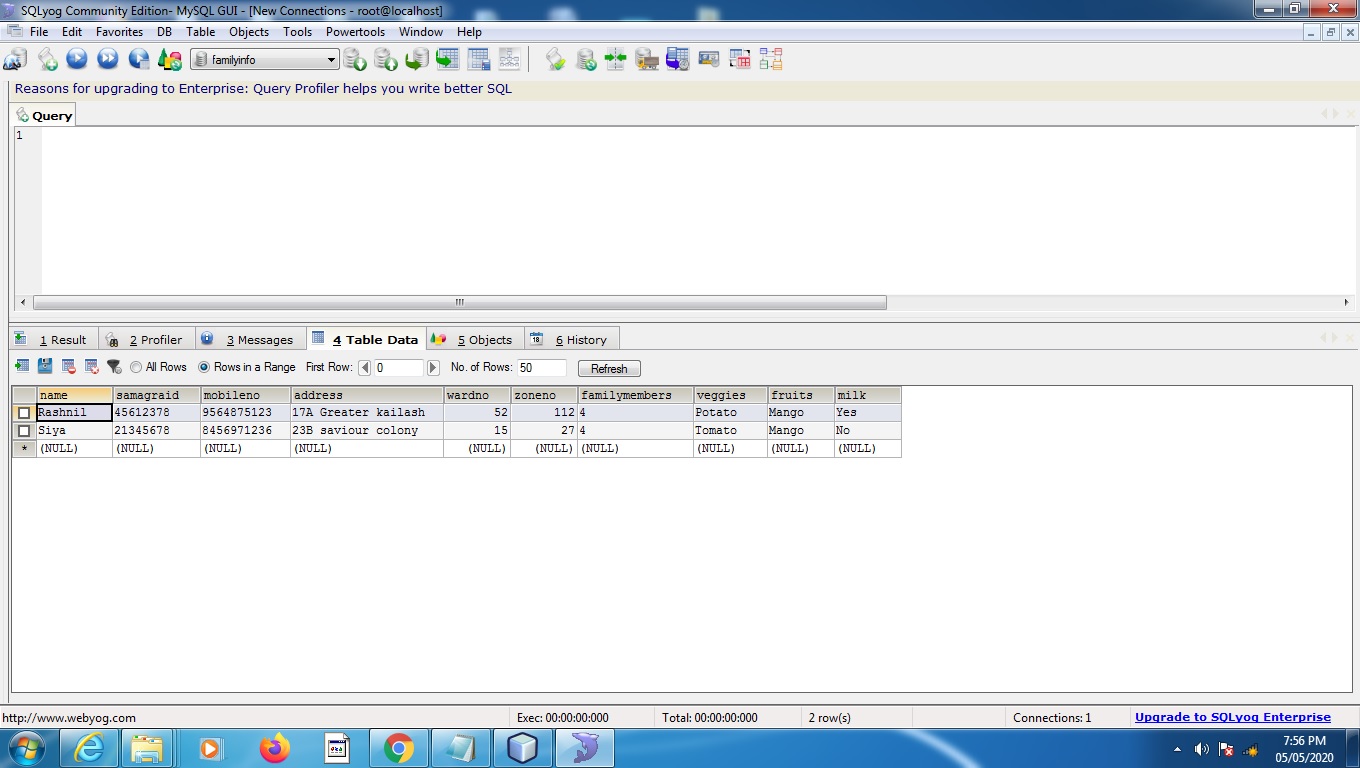 SQLyog Community Edition- MySQL GUI - [New Connections - root@localhost]
File Edit Favorites DB Table Objects Tools Powertools Window Help
familyinfo
Reasons for upgrading to Enterprise: Query Profiler helps you write better SQL
Query
1
1 Result 2 Profiler 3 Messages 4 Table Data 5 Objects 6 History
All Rows Rows in a Range First Row: 0 No. of Rows: 50 Refresh
name samagraid mobileno address wardno zoneno familymembers veggies fruits milk
Rashnil 45612378 9564875123 17A Greater kailash 52 112 4 Potato Mango Yes
Siya 21345678 8456971236 23B saviour colony 15 27 4 Tomato Mango No
* (NULL) (NULL) (NULL) (NULL) (NULL) (NULL) (NULL) (NULL) (NULL) (NULL)
http://www.webyog.com Exec: 00:00:00:000 Total: 00:00:00:000 2 row(s) Connections: 1 Upgrade to SQLyog Enterprise
7:56 PM
05/05/2020